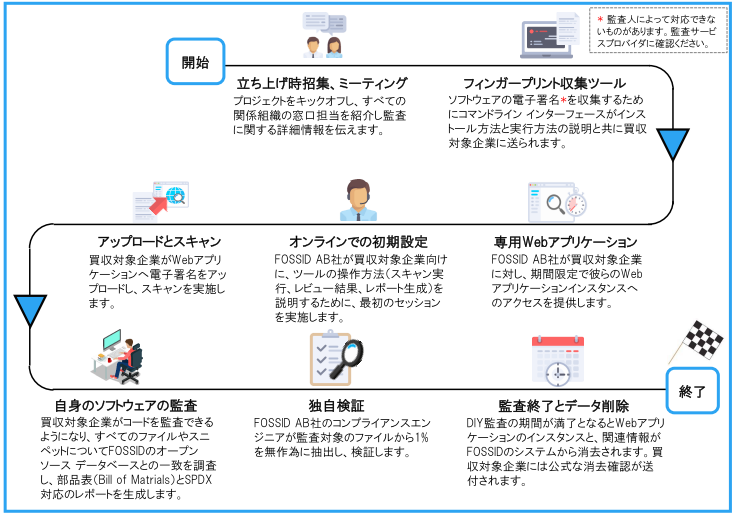 * 監査人によって対応できな
いものがあります。監査サービ
スプロバイダに確認ください。
開始
立ち上げ時招集、ミーティング
プロジェクトをキックオフし、すべての
関係組織の窓口担当を紹介し監査
に関する詳細情報を伝えます。
フィンガープリント収集ツール
ソフトウェアの電子署名*を収集するため
にコマンドライン インターフェースがインス
トール方法と実行方法の説明と共に買収
対象企業に送られます。
アップロードとスキャン
買収対象企業がWebアプリ
ケーションへ電子署名をアッ
プロードし、スキャンを実施し
ます。
オンラインでの初期設定
FOSSID AB社が買収対象企業向け
に、ツールの操作方法(スキャン実
行、レビュー結果、レポート生成)を
説明するために、最初のセッション
を実施します。
専用Webアプリケーション
FOSSID AB社が買収対象企業
に対し、期間限定で彼らのWeb
アプリケーションインスタンスへ
のアクセスを提供します。
自身のソフトウェアの監査
買収対象企業がコードを監査できる
ようになり、すべてのファイルやスニ
ペットについてFOSSIDのオープン
ソース データベースとの一致を調査
し、部品表(Bill of Matrials)とSPDX
対応のレポートを生成します。
独自検証
FOSSID AB社のコンプライアンスエン
ジニアが監査対象のファイルから1%
を無作為に抽出し、検証します。
監査終了とデータ削除
DIY監査の期間が満了となるとWebアプリ
ケーションのインスタンスと、関連情報が
FOSSIDのシステムから消去されます。買
収対象企業には公式な消去確認が送
付されます。
終了